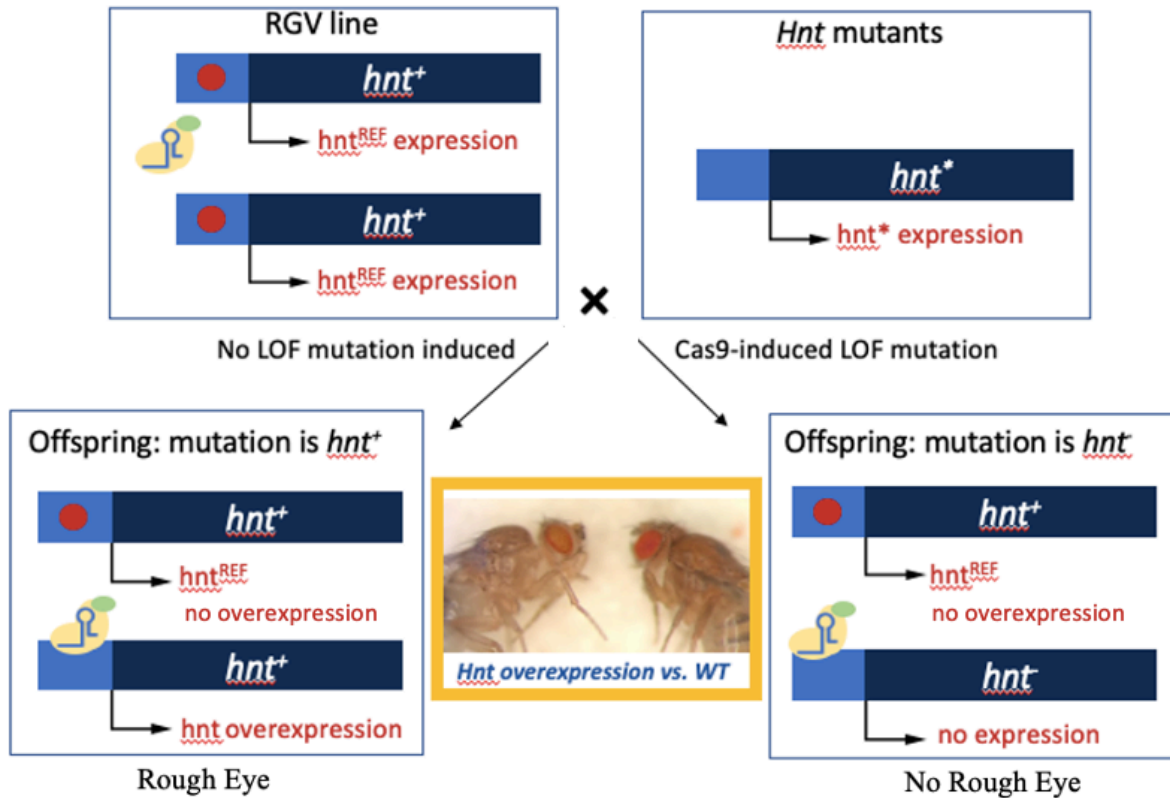 RGV line
hnt⁺
hntᴿᴱᶠ expression
hnt⁺
hntᴿᴱᶠ expression
Hnt mutants
hnt*
hnt* expression
×
No LOF mutation induced
Cas9-induced LOF mutation
Offspring: mutation is hnt⁺
hnt⁺
hntᴿᴱᶠ
no overexpression
hnt⁺
hnt overexpression
Rough Eye
Hnt overexpression vs. WT
Offspring: mutation is hnt⁻
hnt⁺
hntᴿᴱᶠ
no overexpression
hnt⁻
no expression
No Rough Eye